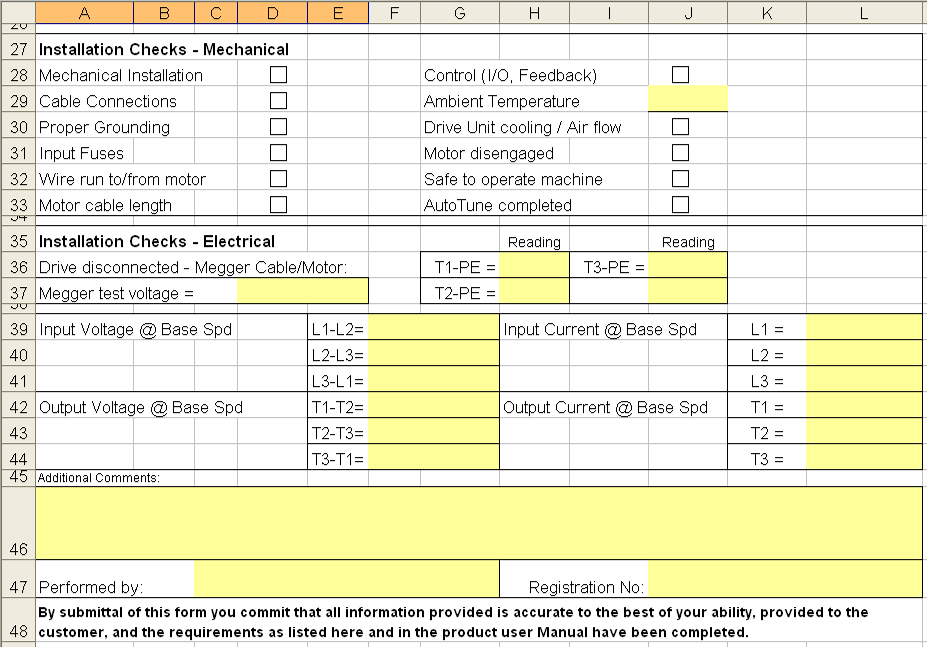 A B C D E F G H I J K L
27 Installation Checks - Mechanical
28 Mechanical Installation Control (I/O, Feedback)
29 Cable Connections Ambient Temperature
30 Proper Grounding Drive Unit cooling / Air flow
31 Input Fuses Motor disengaged
32 Wire run to/from motor Safe to operate machine
33 Motor cable length AutoTune completed
35 Installation Checks - Electrical Reading Reading
36 Drive disconnected - Megger Cable/Motor: T1-PE = T3-PE =
37 Megger test voltage = T2-PE =
39 Input Voltage @ Base Spd L1-L2= Input Current @ Base Spd L1 =
40 L2-L3= L2 =
41 L3-L1= L3 =
42 Output Voltage @ Base Spd T1-T2= Output Current @ Base Spd T1 =
43 T2-T3= T2 =
44 T3-T1= T3 =
45 Additional Comments:
46
47 Performed by: Registration No:
By submittal of this form you commit that all information provided is accurate to the best of your ability, provided to the
48 customer, and the requirements as listed here and in the product user Manual have been completed.